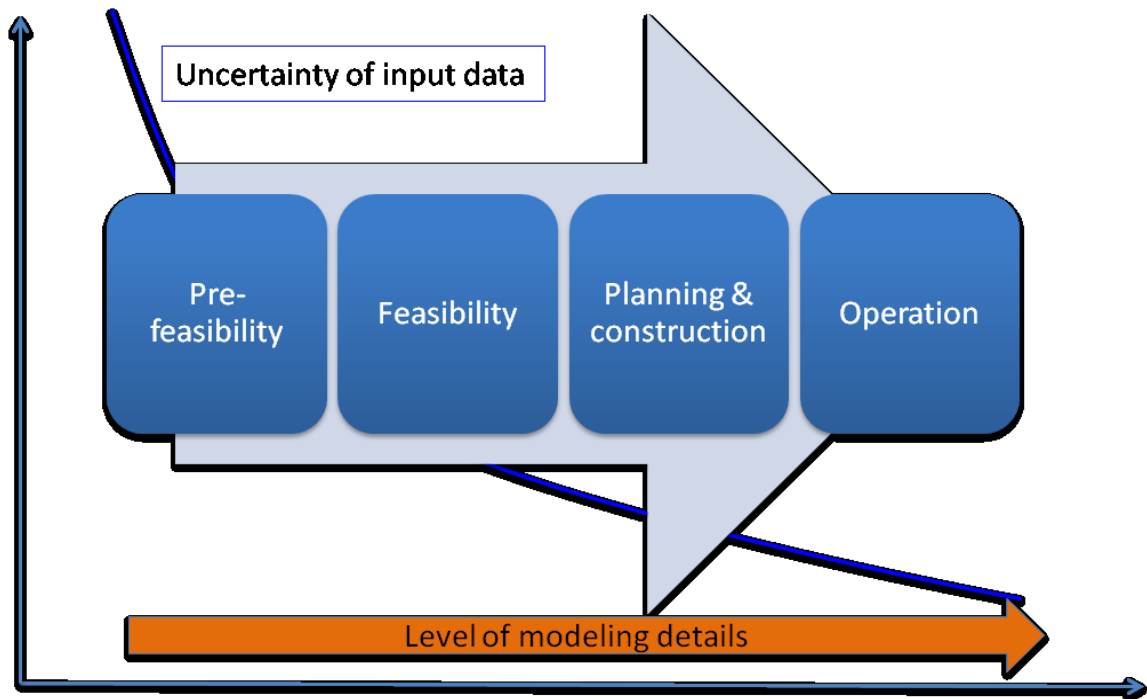 Uncertainty of input data
Pre-
feasibility
Feasibility
Planning &
construction
Operation
Level of modeling details